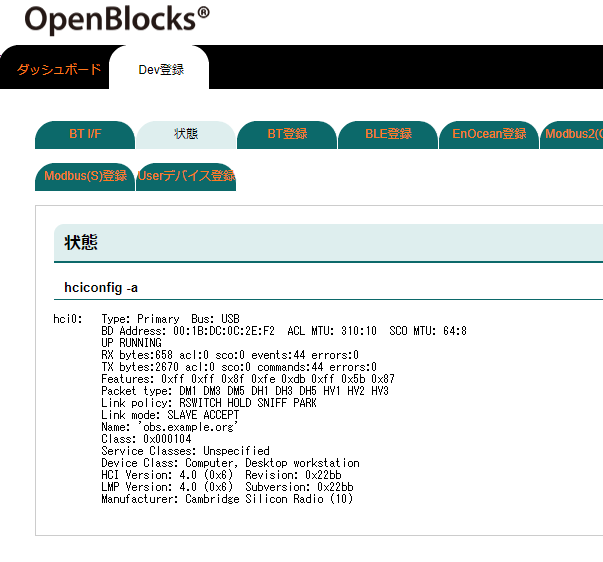 OpenBlocks®
ダッシュボード Dev登録
BT I/F 状態 BT登録 BLE登録 EnOcean登録 Modbus2(C
Modbus(S)登録 Userデバイス登録
状態
hciconfig -a
hci0: Type: Primary Bus: USB
BD Address: 00:1B:DC:0C:2E:F2 ACL MTU: 310:10 SCO MTU: 64:8
UP RUNNING
RX bytes:658 acl:0 sco:0 events:44 errors:0
TX bytes:2670 acl:0 sco:0 commands:44 errors:0
Features: 0xff 0xff 0x8f 0xfe 0xdb 0xff 0x5b 0x87
Packet type: DM1 DM3 DM5 DH1 DH3 DH5 HV1 HV2 HV3
Link policy: RSWITCH HOLD SNIFF PARK
Link mode: SLAVE ACCEPT
Name: 'obs.example.org'
Class: 0x000104
Service Classes: Unspecified
Device Class: Computer, Desktop workstation
HCI Version: 4.0 (0x6) Revision: 0x22bb
LMP Version: 4.0 (0x6) Subversion: 0x22bb
Manufacturer: Cambridge Silicon Radio (10)